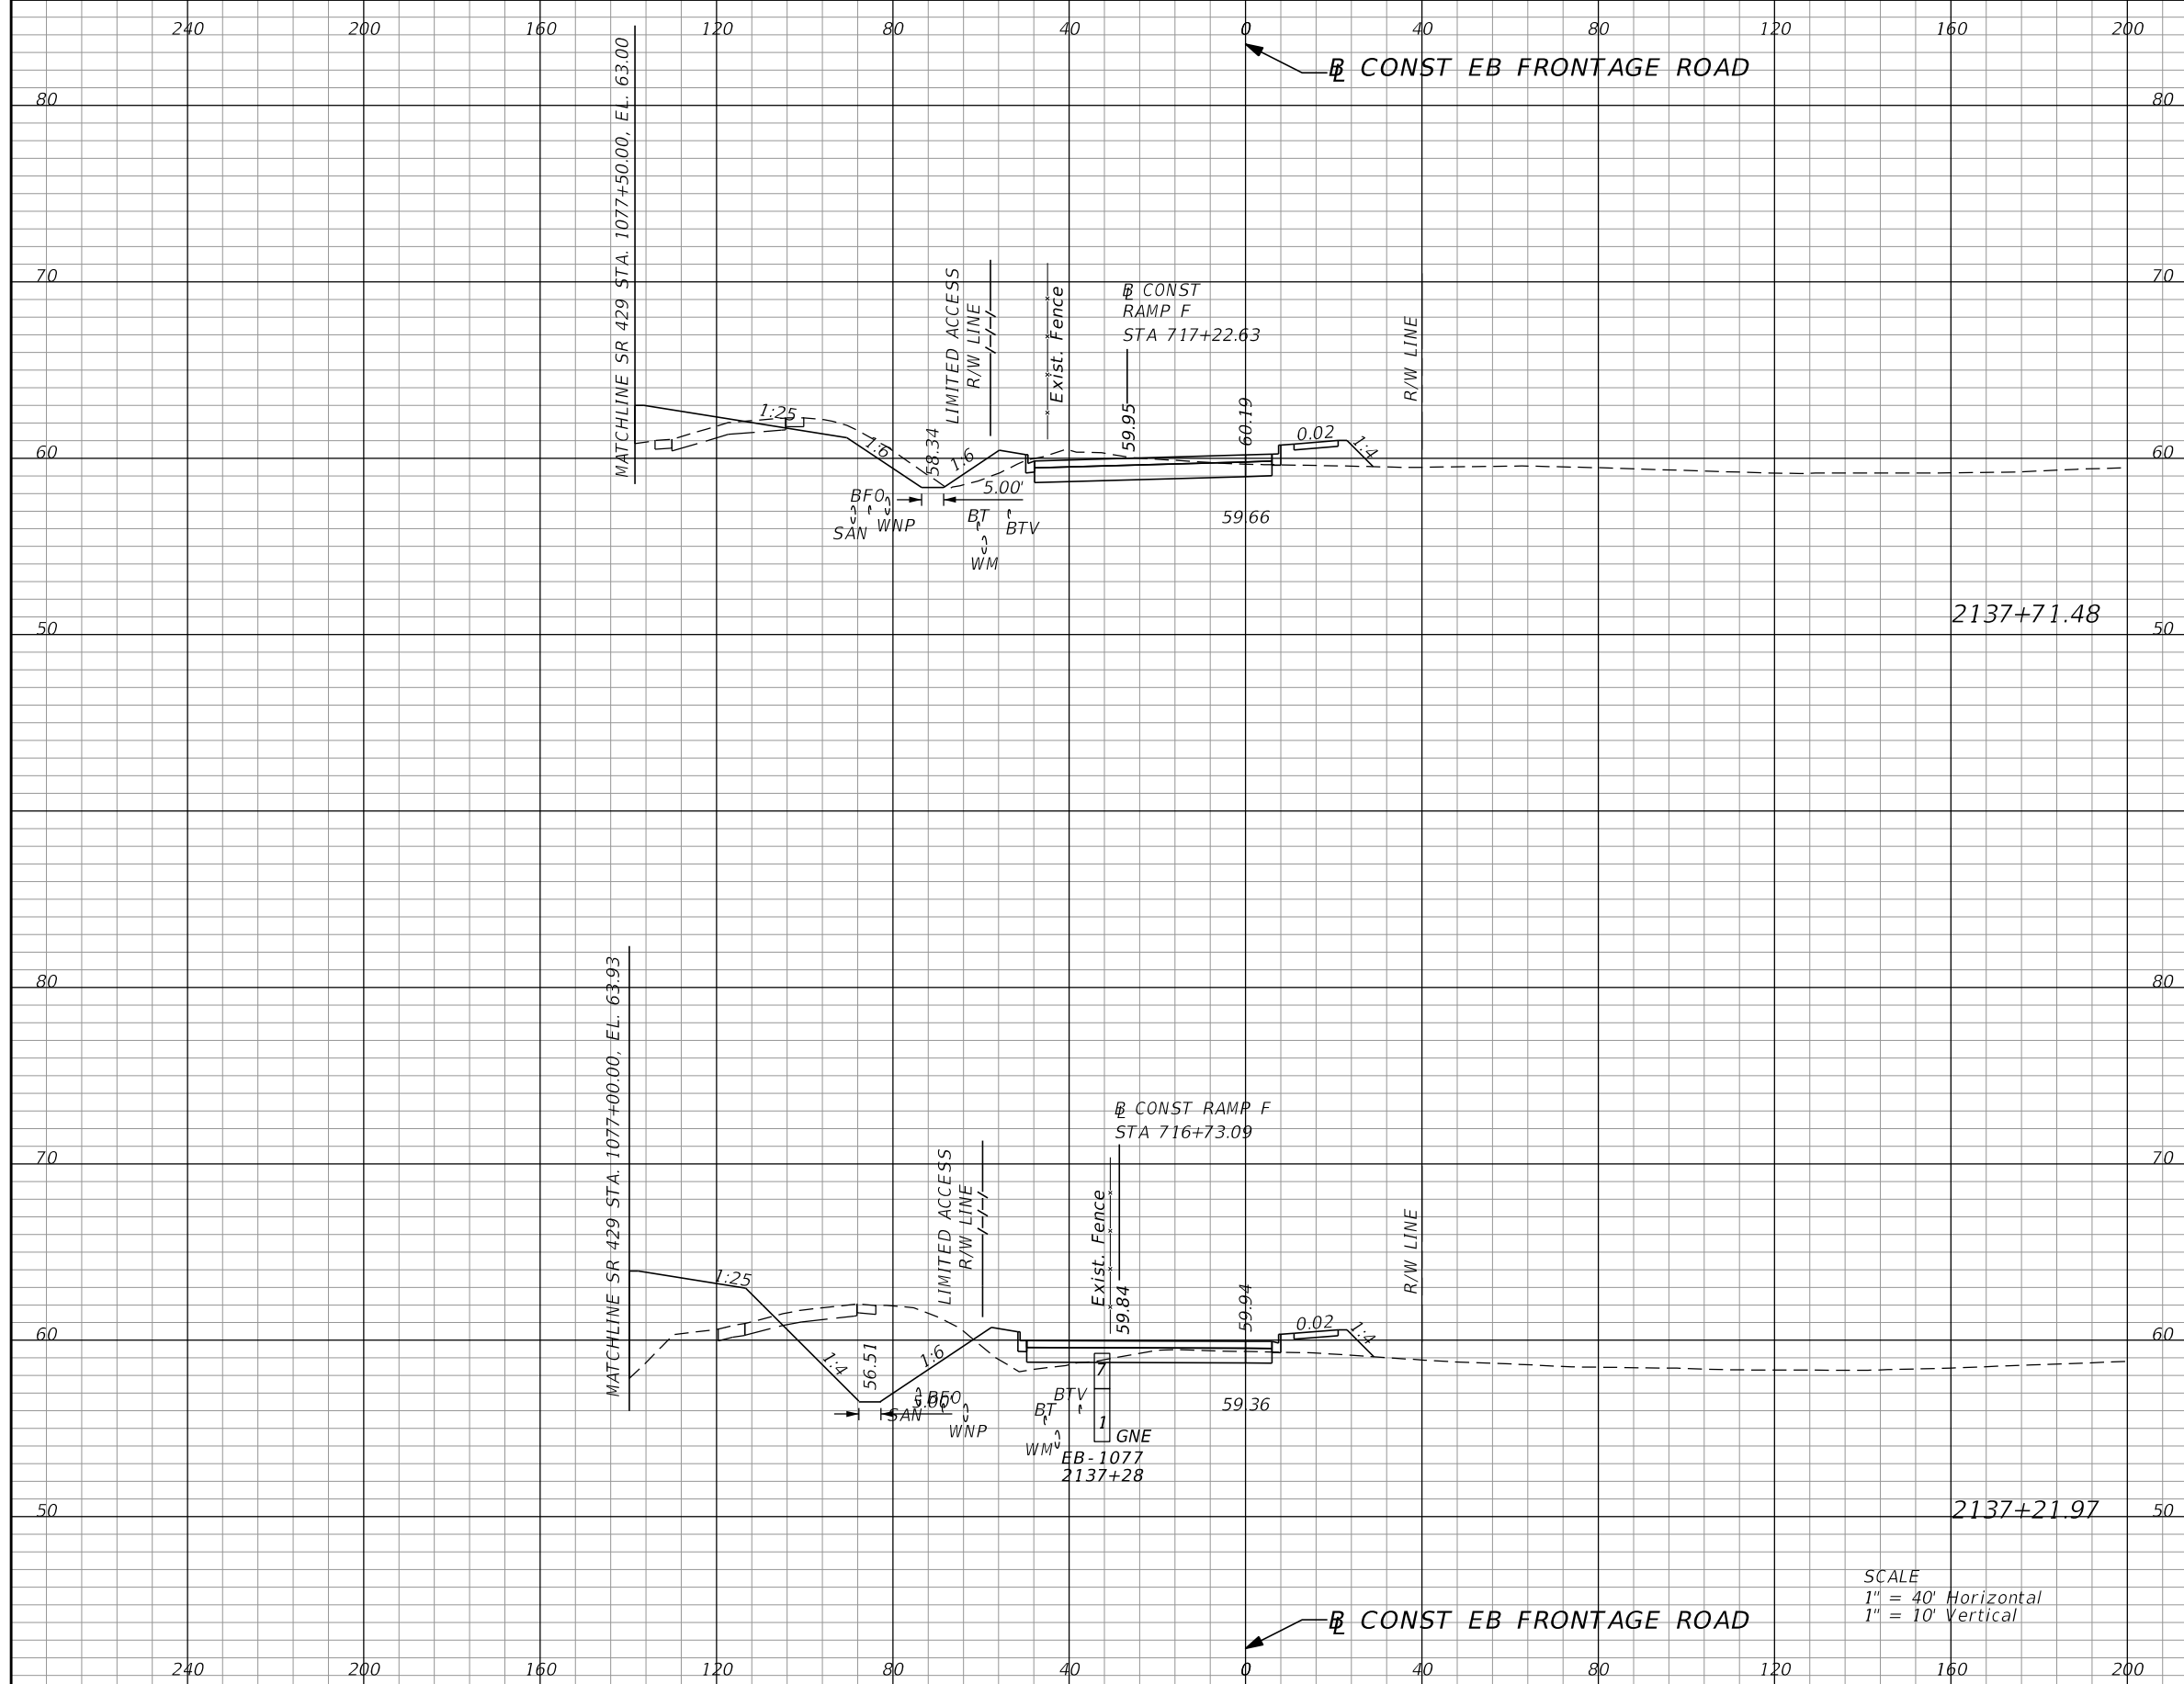 240 200 160 120 80 40 0 40 80 120 160 200
BL CONST EB FRONTAGE ROAD
80 80
MATCHLINE SR 429 STA. 1077+50.00, EL. 63.00
70 70
LIMITED ACCESS
R/W LINE
Exist. Fence
BL CONST
RAMP F
STA 717+22.63
R/W LINE
59.95
60.19
1:25
1:6
58.34
1:6
0.02
1:4
60 60
5.00'
BFO
SAN
WNP
BT
BTV
WM
59.66
2137+71.48
50 50
80 80
MATCHLINE SR 429 STA. 1077+00.00, EL. 63.93
BL CONST RAMP F
STA 716+73.09
70 70
LIMITED ACCESS
R/W LINE
Exist. Fence
59.84
59.94
R/W LINE
1:25
1:4
56.51
1:6
0.02
1:4
60 60
7
BFO
5.00'
SAN
WNP
BTV
BT
WM
1
GNE
59.36
EB-1077
2137+28
2137+21.97
50 50
SCALE
1" = 40' Horizontal
1" = 10' Vertical
BL CONST EB FRONTAGE ROAD
240 200 160 120 80 40 0 40 80 120 160 200